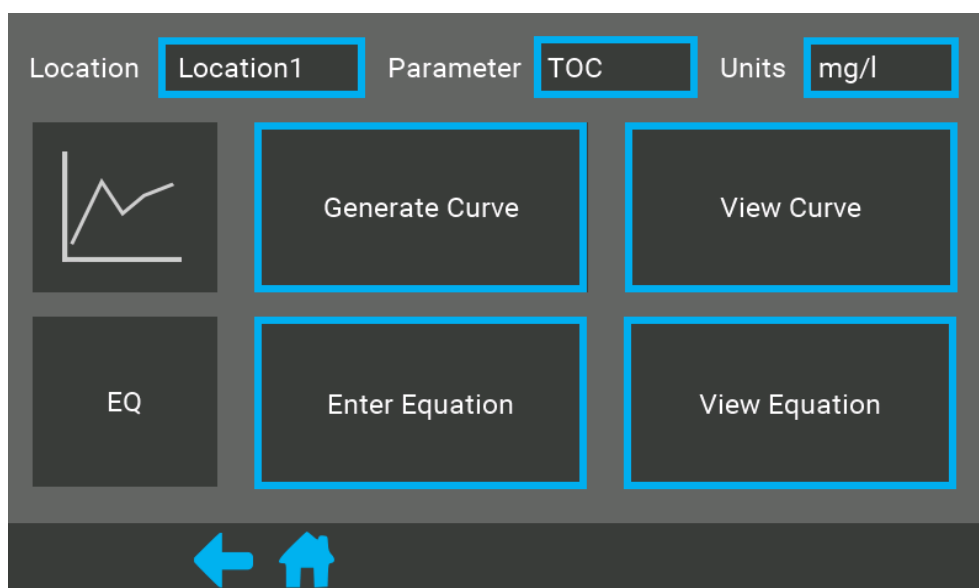 Location Location1 Parameter TOC Units mg/l
Generate Curve View Curve
EQ Enter Equation View Equation